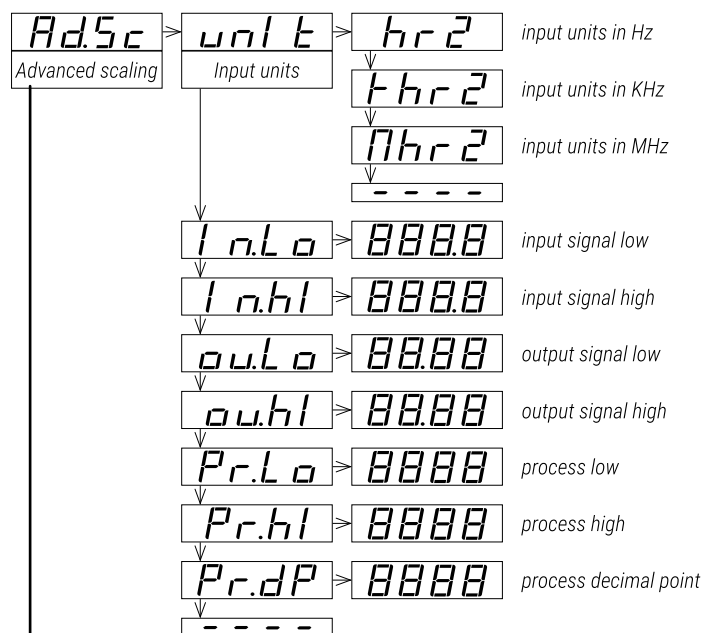 Ad.Sc unIt hr2 input units in Hz
Advanced scaling Input units
khr2 input units in KHz
Mhr2 input units in MHz
- - - -
In.Lo 888.8 input signal low
In.hI 888.8 input signal high
ou.Lo 88.88 output signal low
ou.hI 88.88 output signal high
Pr.Lo 8888 process low
Pr.hI 8888 process high
Pr.dP 8888 process decimal point
- - - -